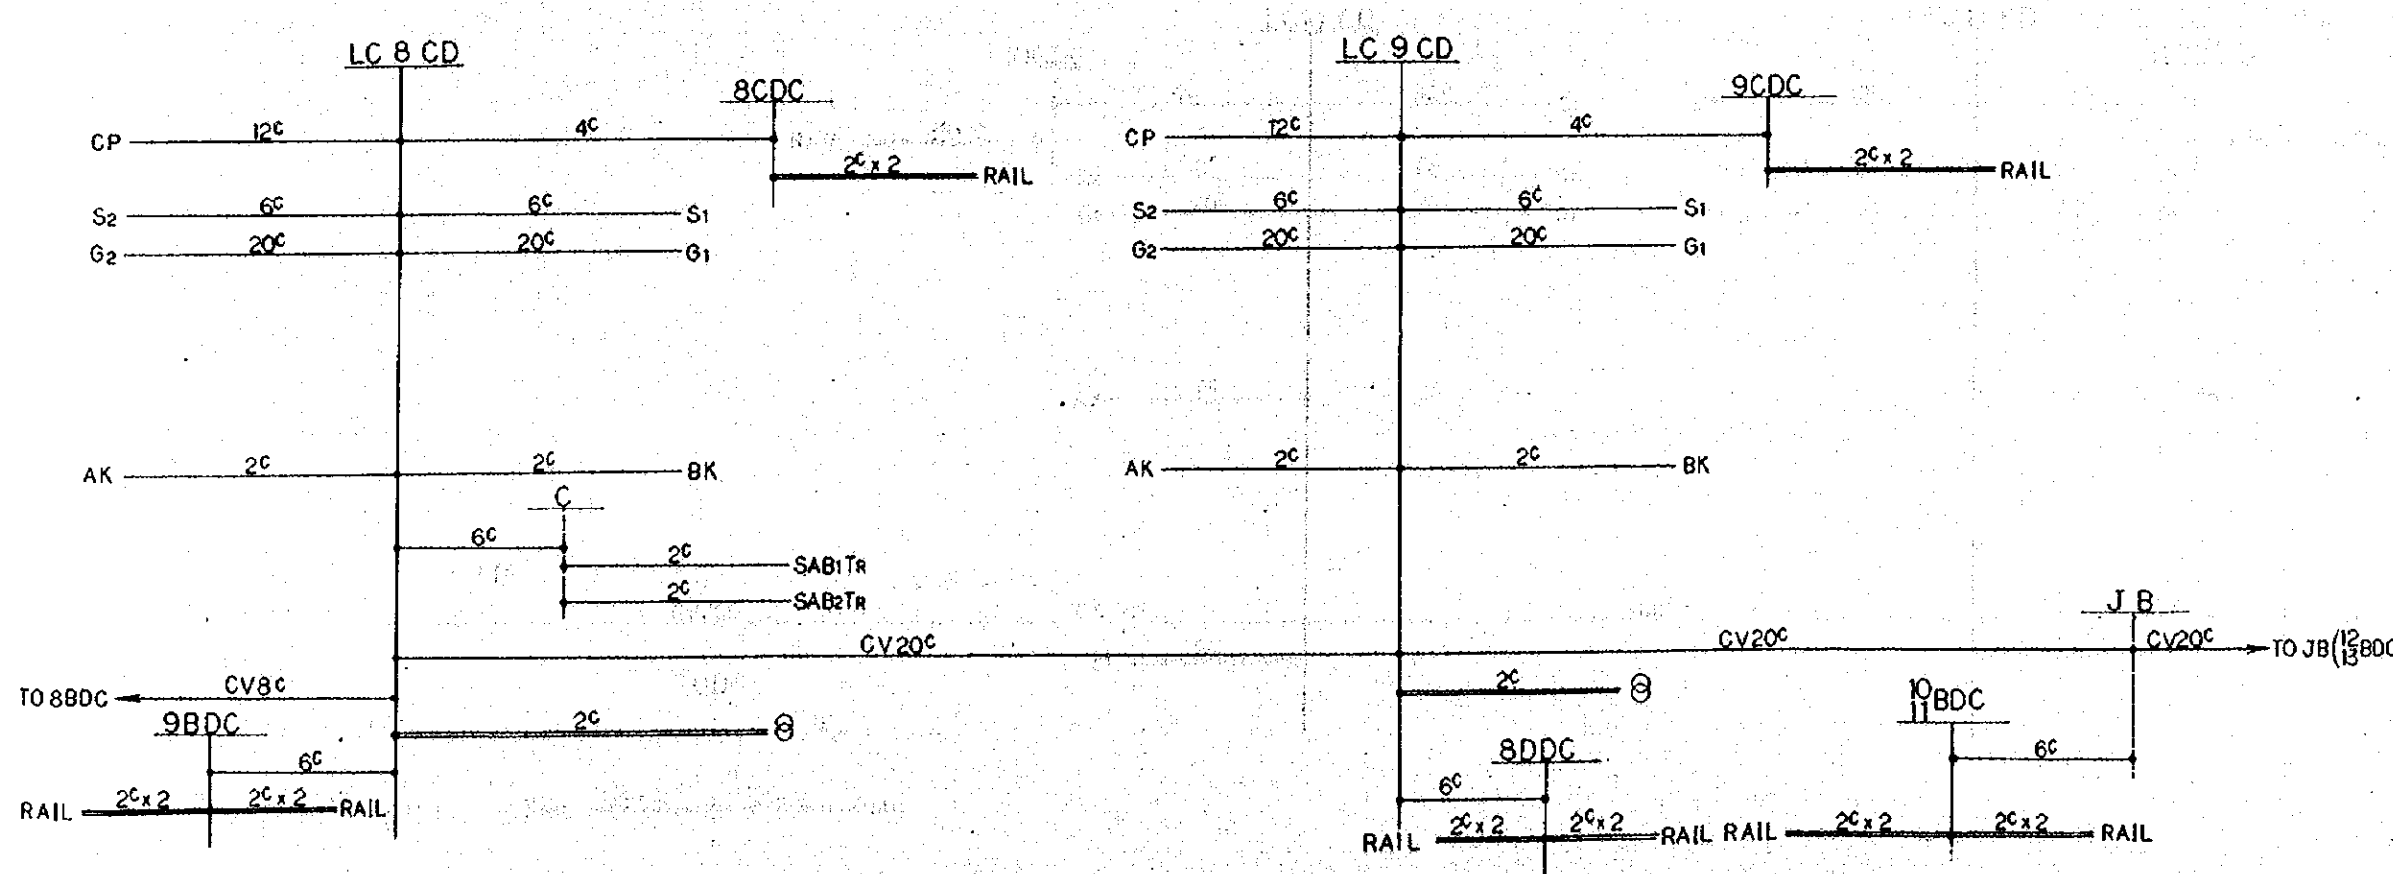 LC 8 CD
8CDC
CP 12C 4C
2C x 2 RAIL
S2 6C 6C S1
G2 20C 20C G1
AK 2C 2C BK
C
6C
2C SAB1TR
2C SAB2TR
CV20C
TO 8BDC CV8C
9BDC
2C
6C
RAIL 2C x 2 2C x 2 RAIL
LC 9 CD
9CDC
CP 12C 4C
2C x 2 RAIL
S2 6C 6C S1
G2 20C 20C G1
AK 2C 2C BK
J B
CV20C CV20C TO JB(12/13BDC
2C
10/11BDC
8DDC
6C
6C
RAIL 2C x 2 2C x 2 RAIL
RAIL 2C x 2 2C x 2 RAIL